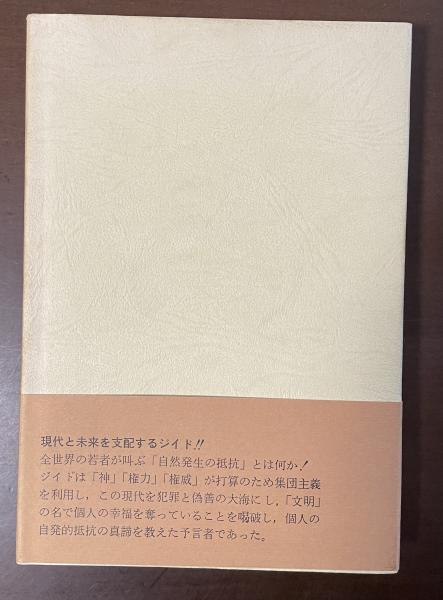 現代と未来を支配するジイド!!
全世界の若者が叫ぶ「自然発生の抵抗」とは何か!
ジイドは「神」「権力」「権威」が打算のため集団主義
を利用し，この現代を犯罪と偽善の大海にし，「文明」
の名で個人の幸福を奪っていることを喝破し，個人の
自発的抵抗の真諦を教えた予言者であった。